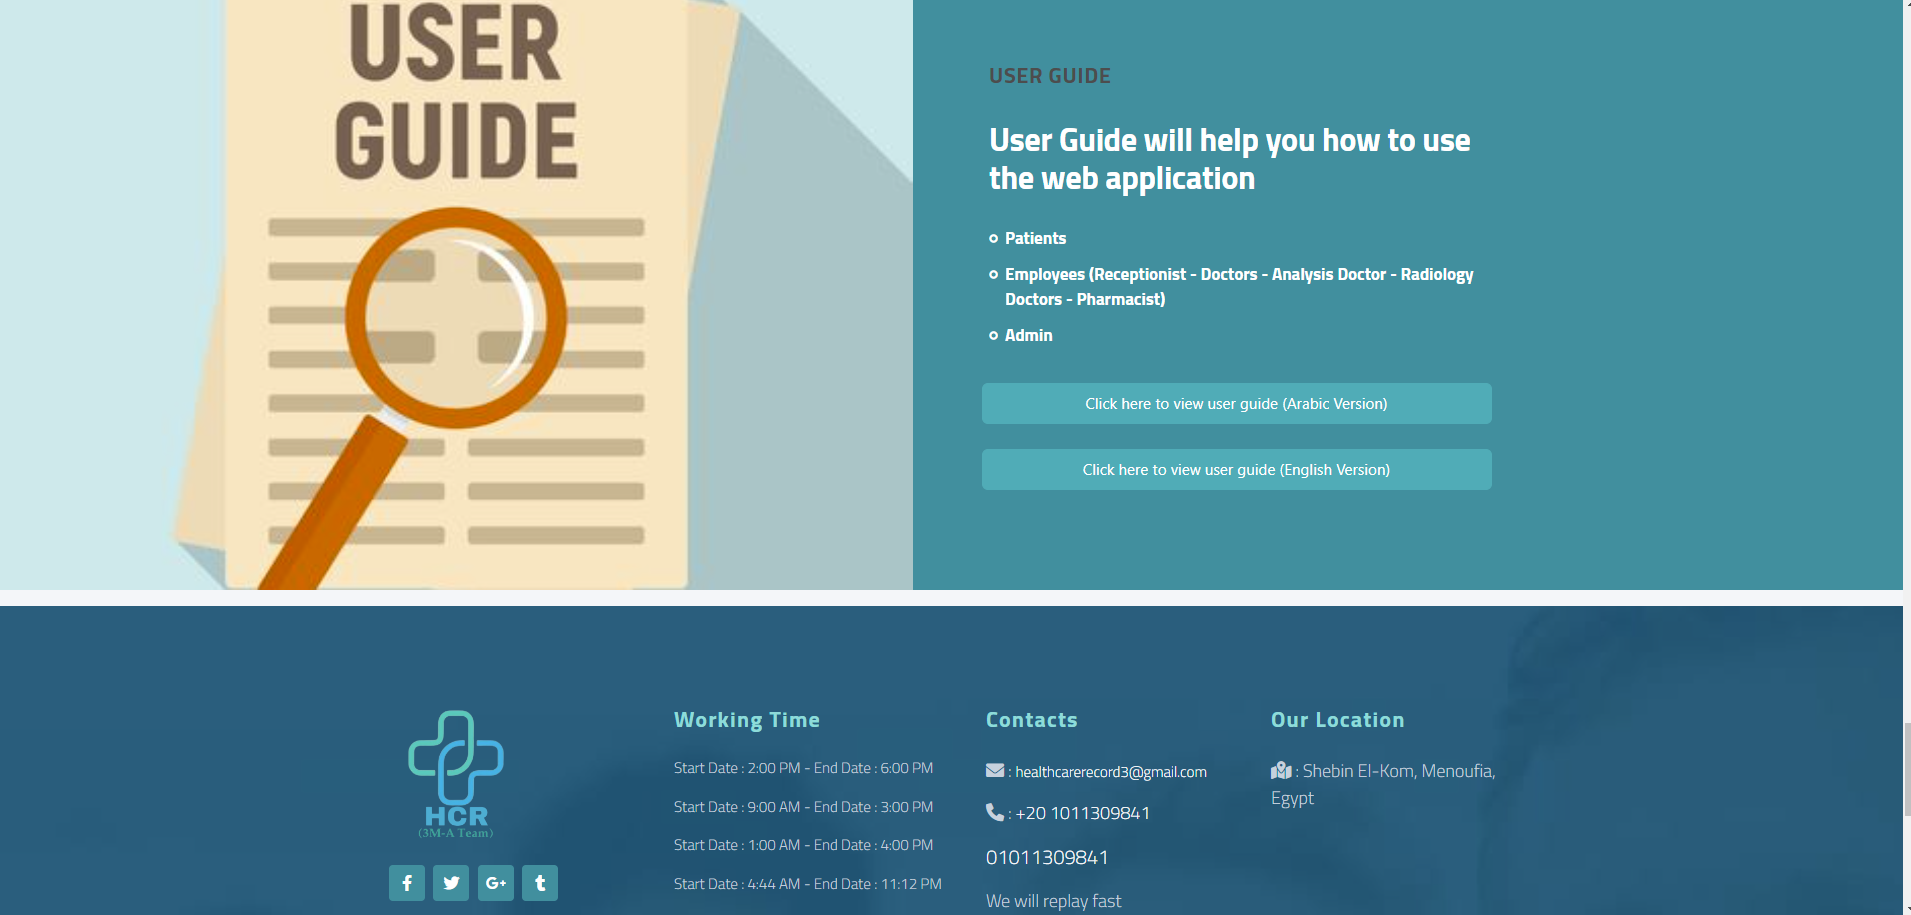 USER
GUIDE
USER GUIDE
User Guide will help you how to use
the web application
Patients
Employees (Receptionist - Doctors - Analysis Doctor - Radiology
Doctors - Pharmacist)
Admin
Click here to view user guide (Arabic Version)
Click here to view user guide (English Version)
HCR
(3M-A Team)
Working Time
Start Date : 2:00 PM - End Date : 6:00 PM
Start Date : 9:00 AM - End Date : 3:00 PM
Start Date : 1:00 AM - End Date : 4:00 PM
Start Date : 4:44 AM - End Date : 11:12 PM
Contacts
: healthcarerecord3@gmail.com
: +20 1011309841
01011309841
We will replay fast
Our Location
: Shebin El-Kom, Menoufia,
Egypt